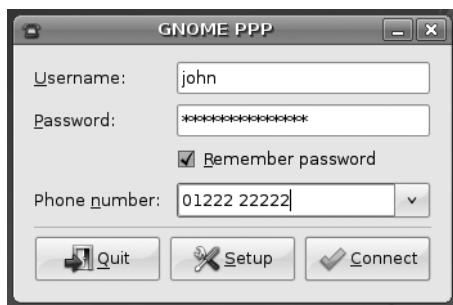 GNOME PPP
Username: john
Password: **************
Remember password
Phone number: 01222 22222
Quit Setup Connect